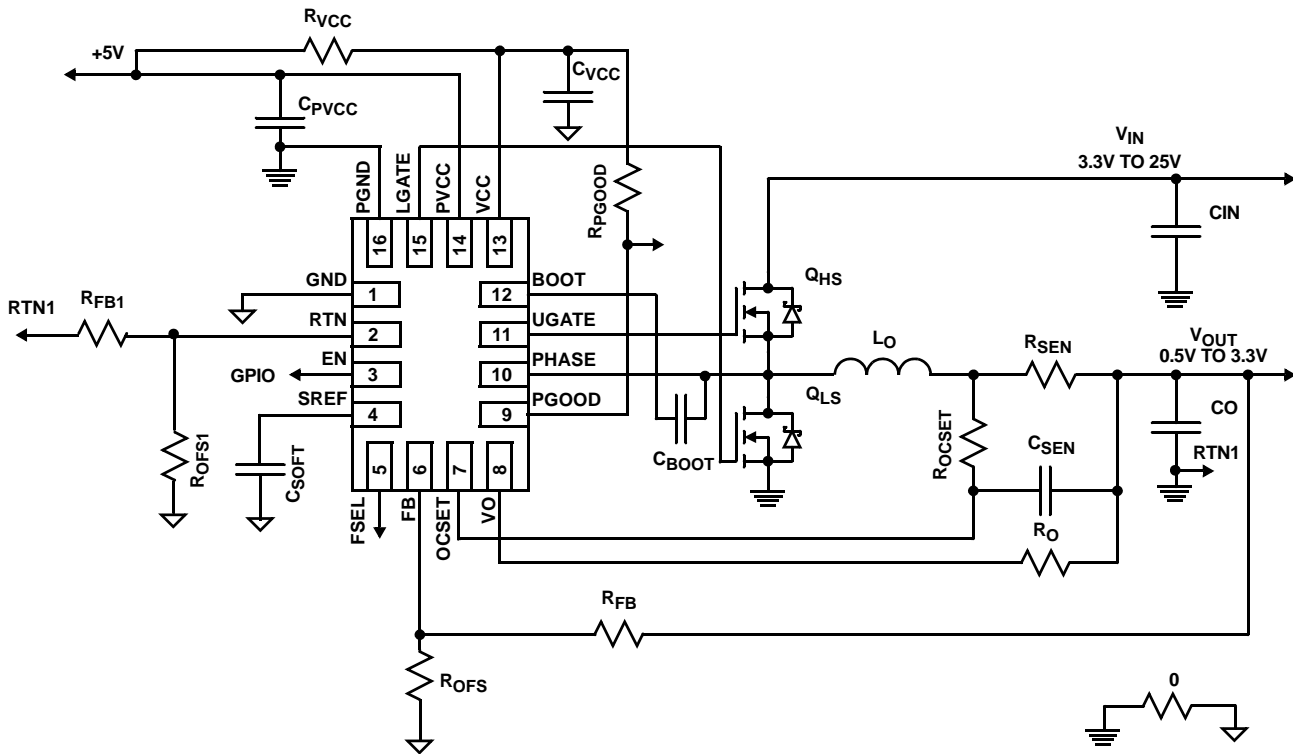 RVCC
+5V
CVCC
CPVCC
VIN
3.3V TO 25V
PGND
LGATE
PVCC
VCC
RPGOOD
CIN
16
15
14
13
GND
1
12
BOOT
QHS
RTN1
RFB1
RTN
2
11
UGATE
LO
RSEN
VOUT
0.5V TO 3.3V
GPIO
EN
3
10
PHASE
QLS
SREF
4
9
PGOOD
CO
ROFS1
CSOFT
5
6
7
8
CBOOT
ROCSET
CSEN
RTN1
FSEL
FB
OCSET
VO
RO
RFB
ROFS
0